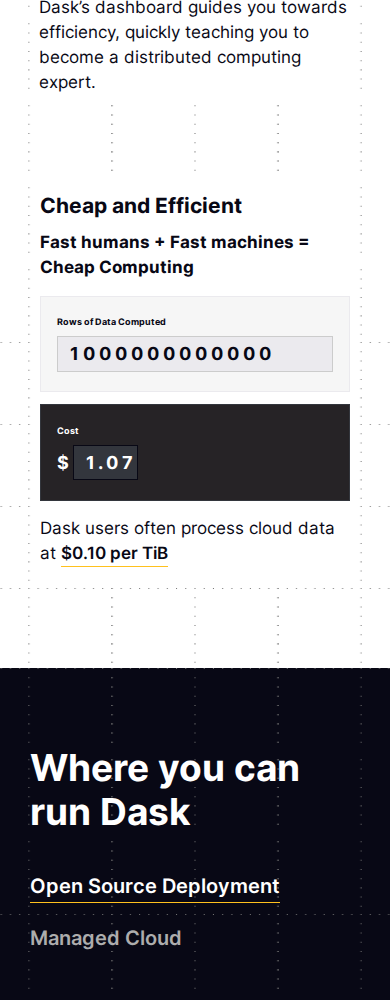 Dask's dashboard guides you towards
efficiency, quickly teaching you to
become a distributed computing
expert.
Cheap and Efficient
Fast humans + Fast machines =
Cheap Computing
Rows of Data Computed
1000000000000
Cost
$ 1.07
Dask users often process cloud data
at $0.10 per TiB
Where you can
run Dask
Open Source Deployment
Managed Cloud